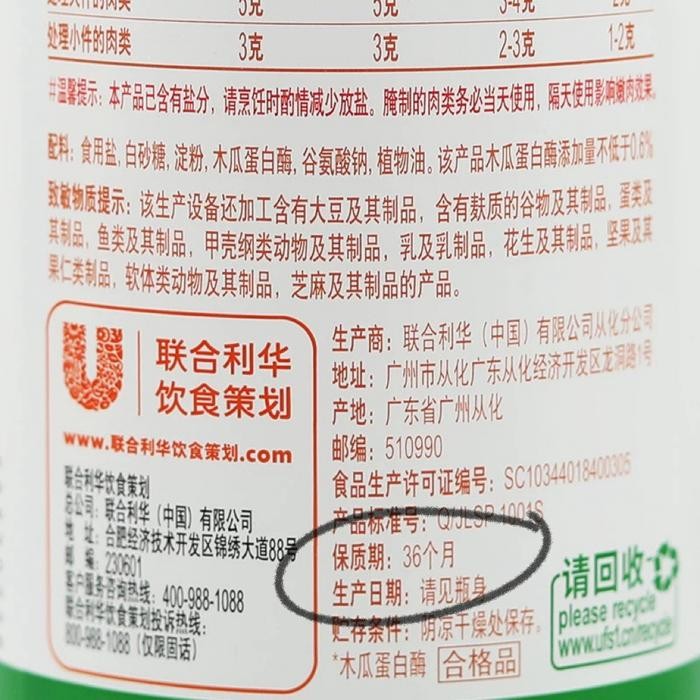 处理大件的肉类 5克 5克 3-4克 2克
处理小件的肉类 3克 3克 2-3克 1-2克
#温馨提示：本产品已含有盐分，请烹饪时酌情减少放盐。腌制的肉类务必当天使用，隔天使用影响嫩肉效果。
配料：食用盐，白砂糖，淀粉，木瓜蛋白酶，谷氨酸钠，植物油。该产品木瓜蛋白酶添加量不低于0.6%
致敏物质提示：该生产设备还加工含有大豆及其制品，含有麸质的谷物及其制品，蛋类及
其制品，鱼类及其制品，甲壳纲类动物及其制品，乳及乳制品，花生及其制品，坚果及其
果仁类制品，软体类动物及其制品，芝麻及其制品的产品。
联合利华
饮食策划
www.联合利华饮食策划.com
联合利华饮食策划
总公司：联合利华（中国）有限公司
地 址：合肥经济技术开发区锦绣大道88号
邮 编：230601
客户服务咨询热线：400-988-1088
联合利华饮食策划投诉热线：
800-988-1088（仅限固话）
生产商：联合利华（中国）有限公司从化分公司
地址：广州市从化广东从化经济开发区龙洞路1号
产地：广东省广州从化
邮编：510990
食品生产许可证编号：SC10344018400305
产品标准号：Q/JLSP 1001S
保质期：36个月
生产日期：请见瓶身
贮存条件：阴凉干燥处保存。
*木瓜蛋白酶 合格品
请回收
please recycle
www.ufs1.cn/recycle